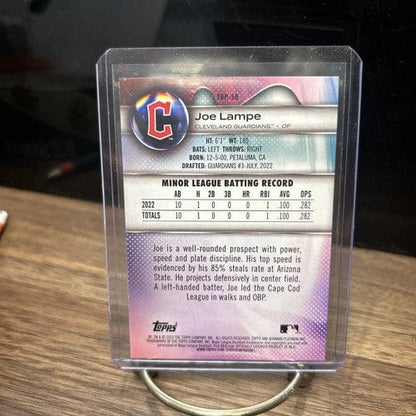 TOP-50
C
Joe Lampe
CLEVELAND GUARDIANS™ • OF
HT: 6'1" WT: 185
BATS: LEFT THROWS: RIGHT
BORN: 12-5-00, PETALUMA, CA
DRAFTED: GUARDIANS #3-JULY, 2022
MINOR LEAGUE BATTING RECORD
AB H 2B 3B HR RBI AVG OPS
2022 10 1 0 0 0 1 .100 .282
TOTALS 10 1 0 0 0 1 .100 .282
Joe is a well-rounded prospect with power,
speed and plate discipline. His top speed is
evidenced by his 85% steals rate at Arizona
State. He projects defensively in center field.
A left-handed batter, Joe led the Cape Cod
League in walks and OBP.
Topps